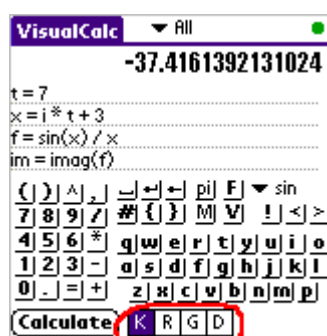 VisualCalc ▼ All
-37.4161392131024
t = 7
x = i * t + 3
f = sin(x) / x
im = imag(f)
( ) ^ , pi F ▼ sin
7 8 9 / # { } M V ! < >
4 5 6 * q w e r t y u i o
1 2 3 - a s d f g h j k l
0 . = + z x c v b n m p
Calculate K R G D